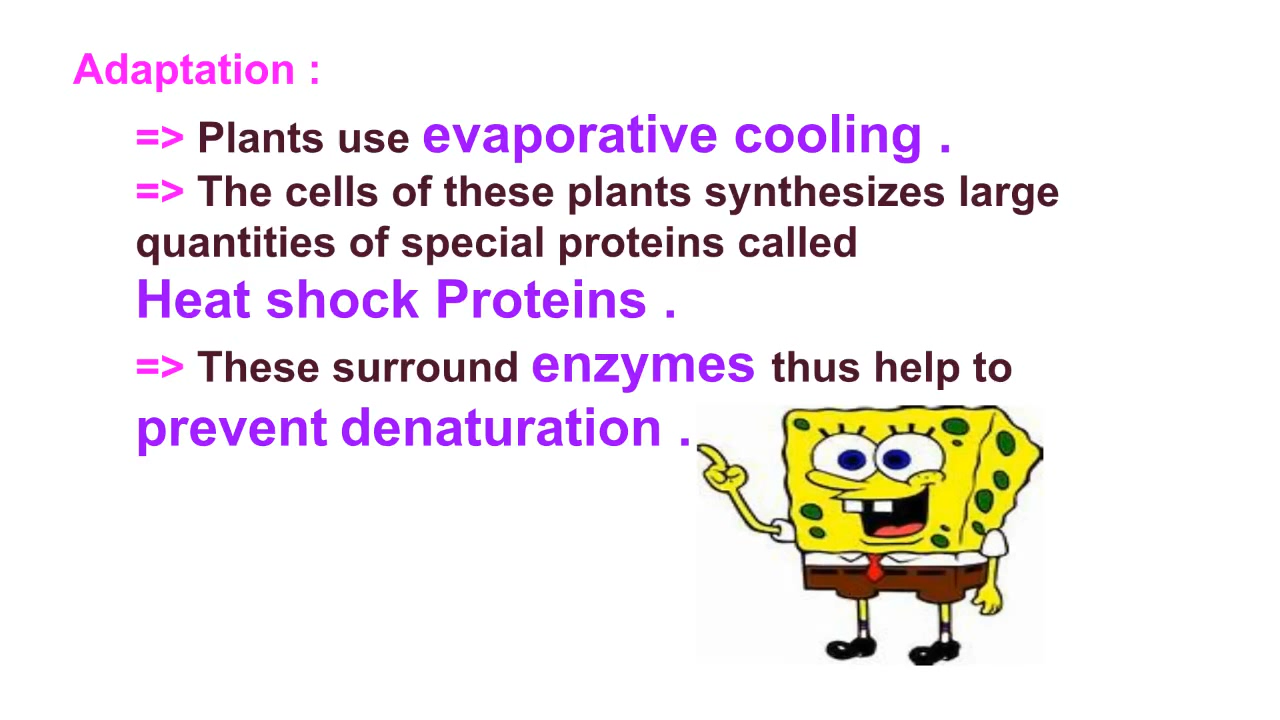 Adaptation :
=> Plants use evaporative cooling .
=> The cells of these plants synthesizes large
quantities of special proteins called
Heat shock Proteins .
=> These surround enzymes thus help to
prevent denaturation .